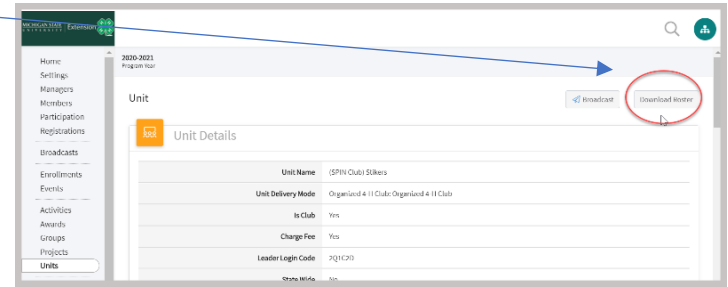 MICHIGAN STATE
UNIVERSITY
Extension
2020-2021
Program Year
Home
Settings
Managers
Members
Participation
Registrations
Broadcasts
Enrollments
Events
Activities
Awards
Groups
Projects
Units
Unit
Broadcast
Download Roster
Unit Details
Unit Name (SPIN Club) Stikers
Unit Delivery Mode Organized 4-H Club: Organized 4-H Club
Is Club Yes
Charge Fee Yes
Leader Login Code 2Q1C2D
State Wide No